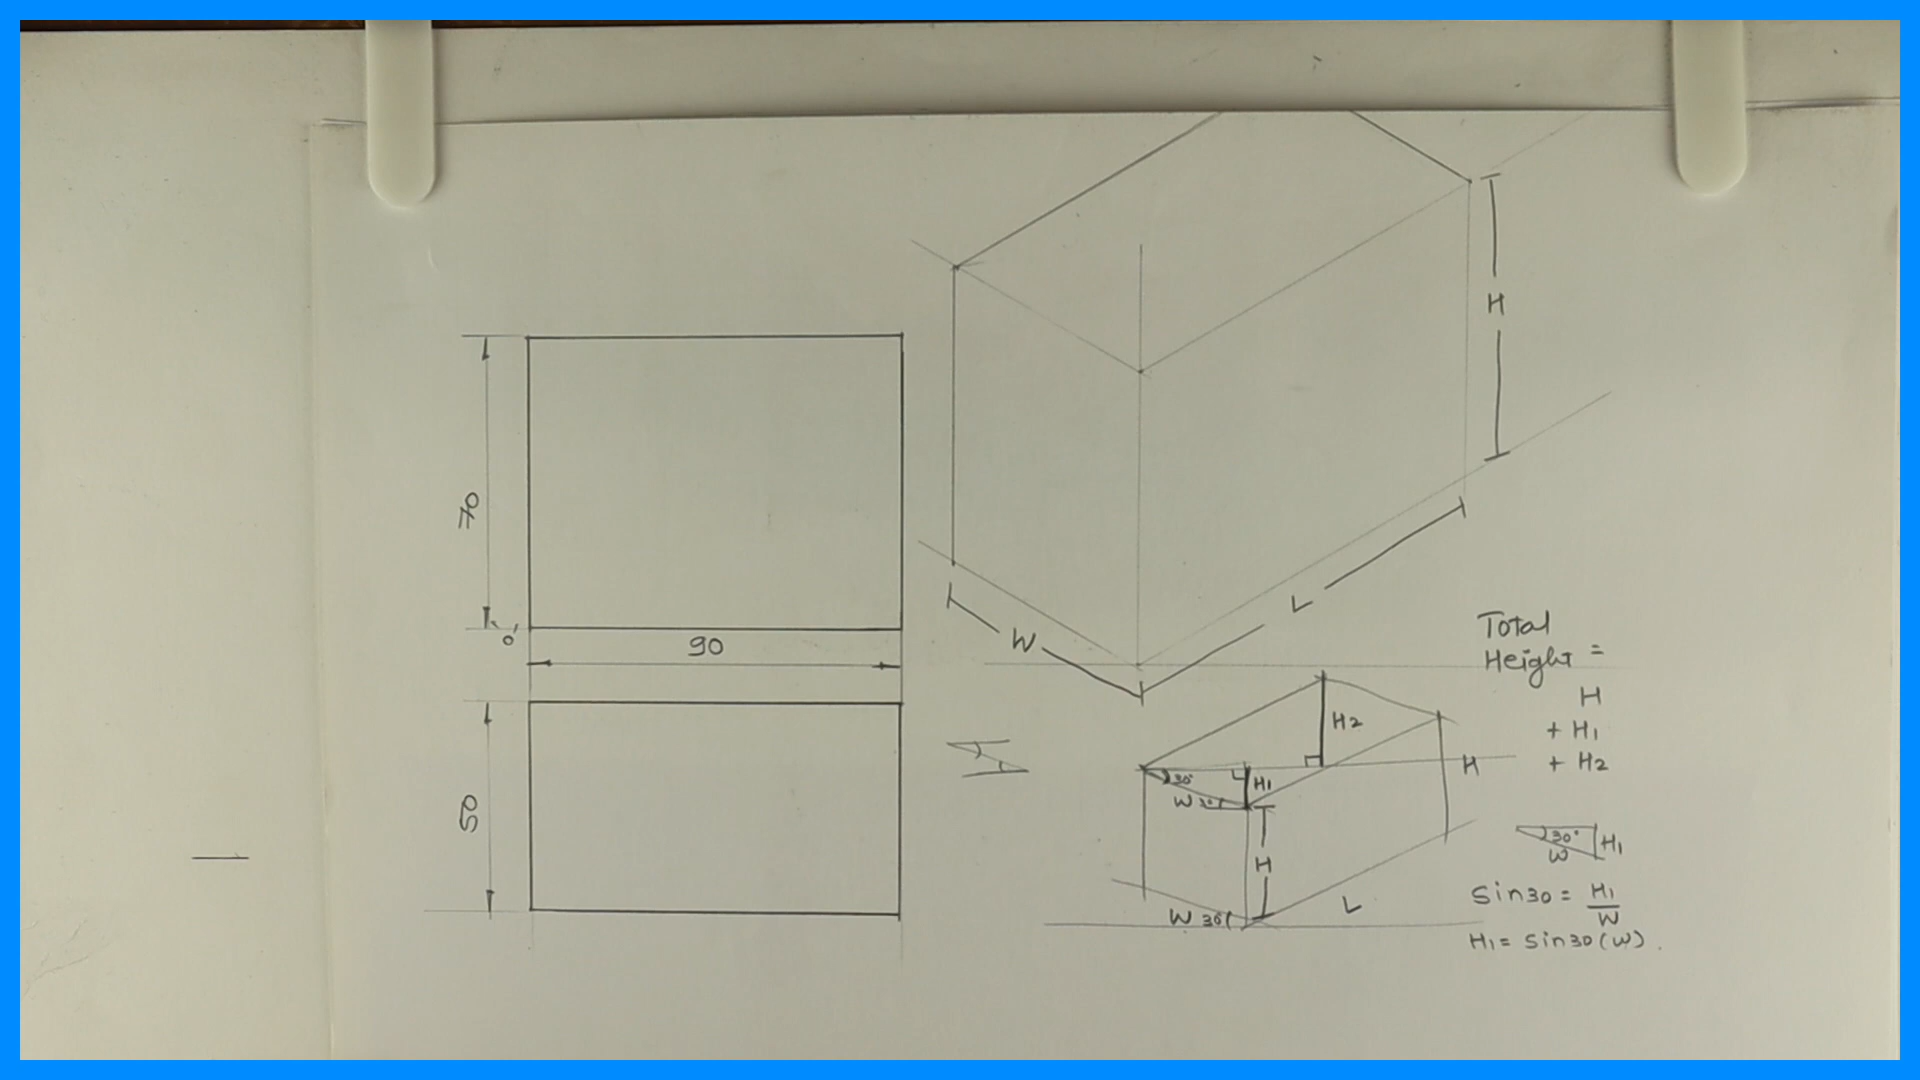 70
0'
90
50
W
L
H
Total
Height =
H
+ H1
+ H2
H2
H
30°
H1
W 30
H
W 30
L
30°
H1
W
Sin30 = H1
W
H1 = Sin30 (W).